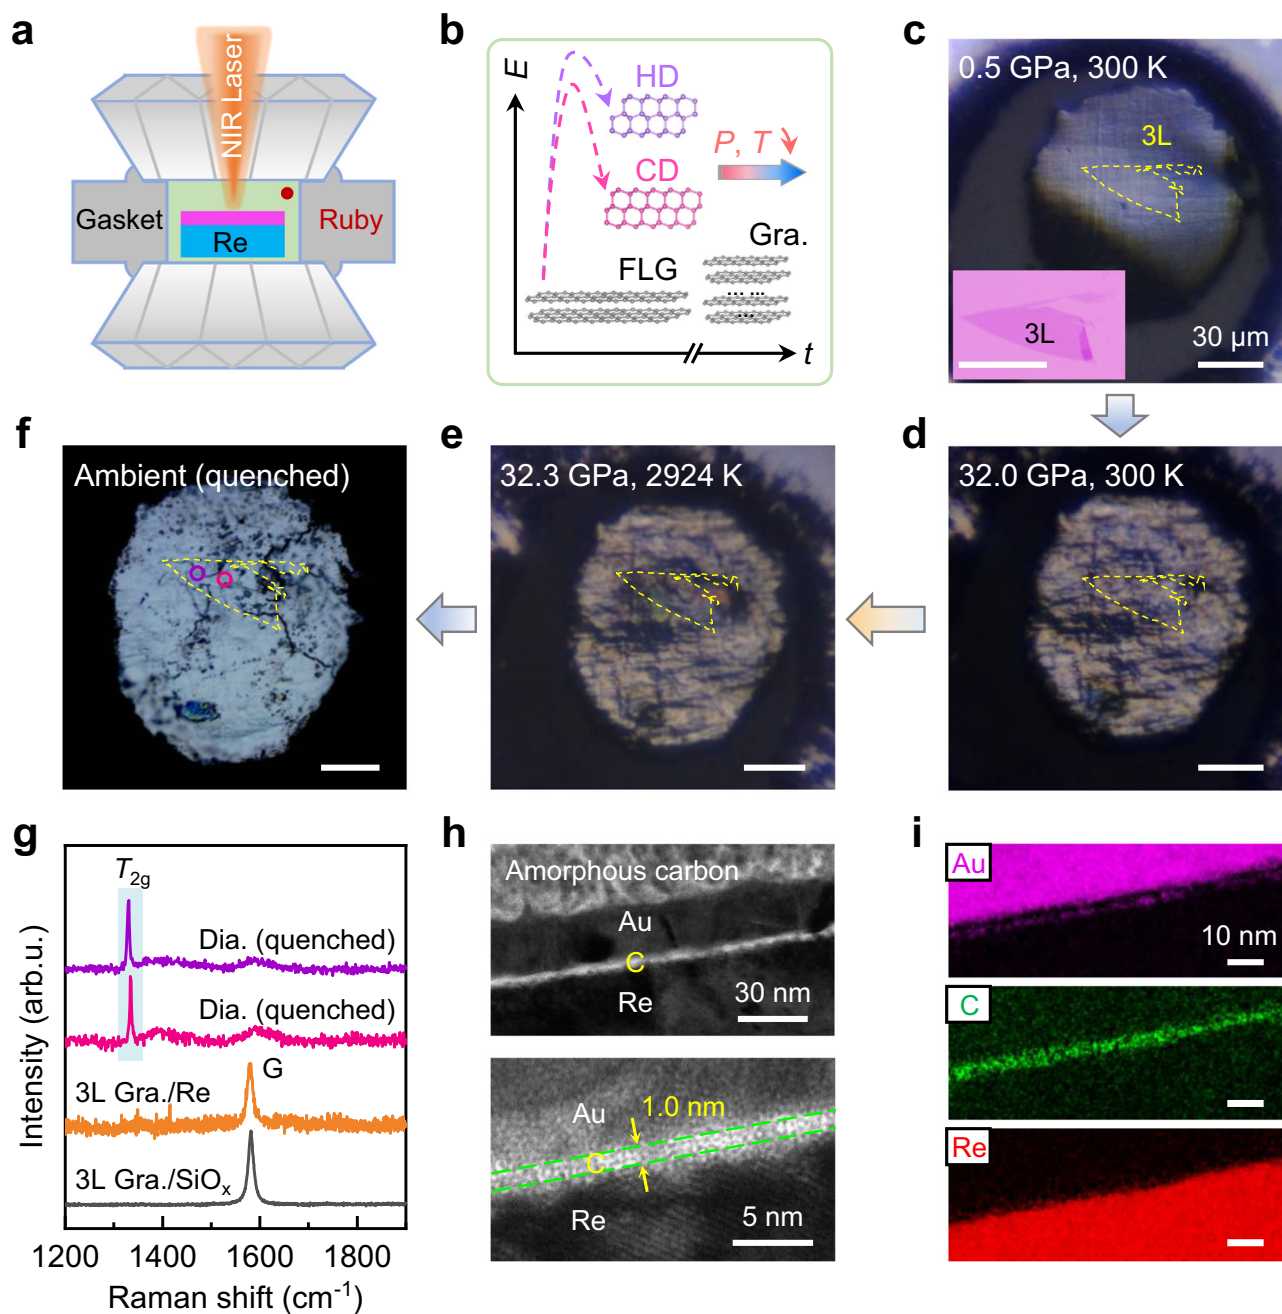 a
NIR Laser
Gasket
Re
Ruby
b
E
HD
CD
P, T
FLG
Gra.
... ...
...
t
c
0.5 GPa, 300 K
3L
3L
30 μm
f
Ambient (quenched)
e
32.3 GPa, 2924 K
d
32.0 GPa, 300 K
g
T2g
Dia. (quenched)
Dia. (quenched)
3L Gra./Re
G
3L Gra./SiOx
Intensity (arb.u.)
1200 1400 1600 1800
Raman shift (cm-1)
h
Amorphous carbon
Au
C
Re
30 nm
Au
1.0 nm
C
Re
5 nm
i
Au
10 nm
C
Re